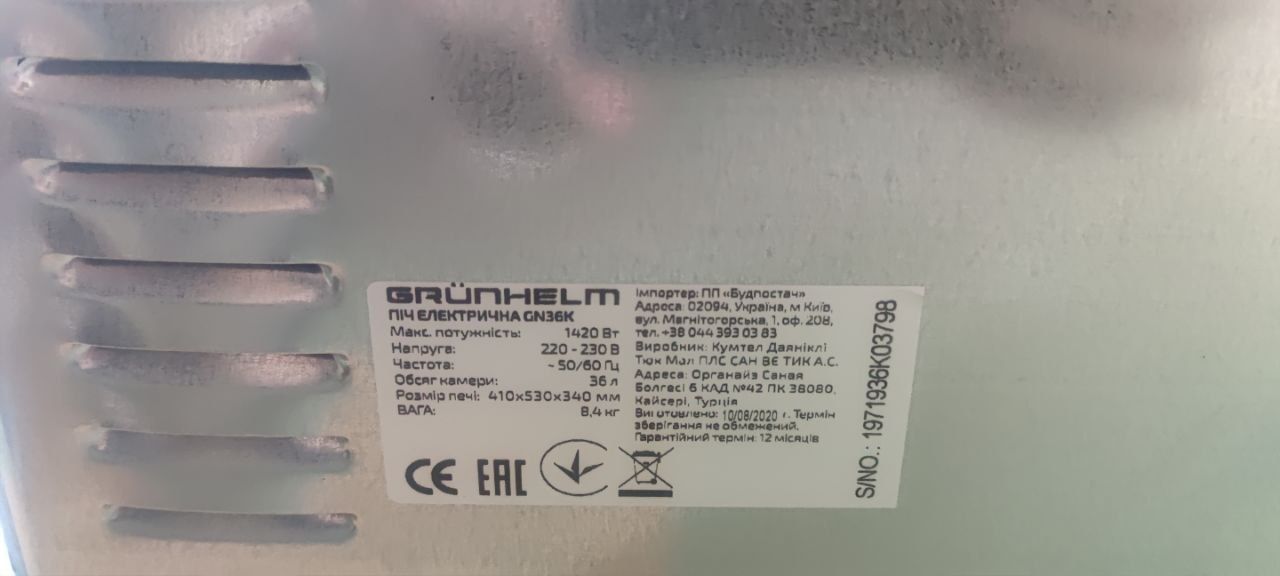 GRÜNHELM
ПІЧ ЕЛЕКТРИЧНА GN36K
Макс. потужність: 1420 Вт
Напруга: 220 - 230 В
Частота: ~ 50/60 Гц
Обсяг камери: 36 л
Розмір печі: 410x530x340 мм
ВАГА: 8,4 кг
CE EAC
Імпортер: ПП «Будпостач»
Адреса: 02094, Україна, м Київ,
вул. Магнітогорська, 1, оф. 208,
тел. +38 044 393 03 83
Виробник: Кумтел Даяніклі
Тюк Мал ПЛС САН ВЕ ТИК А.С.
Адреса: Органайз Саная
Болгесі 6 КАД №42 ПК 38080,
Кайсері, Турція
Виготовлено: 10/08/2020 г. Термін
зберігання не обмежений.
Гарантійний термін: 12 місяців
S/NO.: 1971936K03798